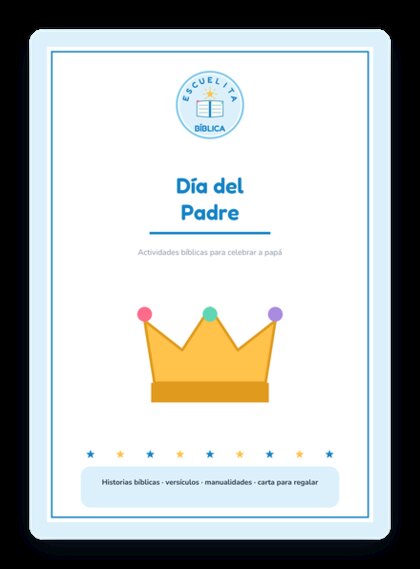 ESCUELITA
BÍBLICA
Día del
Padre
Actividades bíblicas para celebrar a papá
Historias bíblicas · versículos · manualidades · carta para regalar